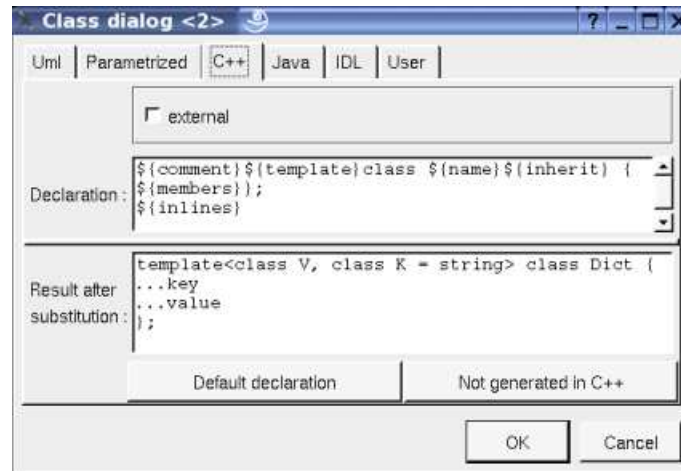 Class dialog <2>
? _ X
Uml Parametrized C++ Java IDL User
external
Declaration :
${comment}${template}class ${name}${inherit} {
${members}};
${inlines}
Result after
substitution :
template<class V, class K = string> class Dict {
...key
...value
};
Default declaration Not generated in C++
OK Cancel